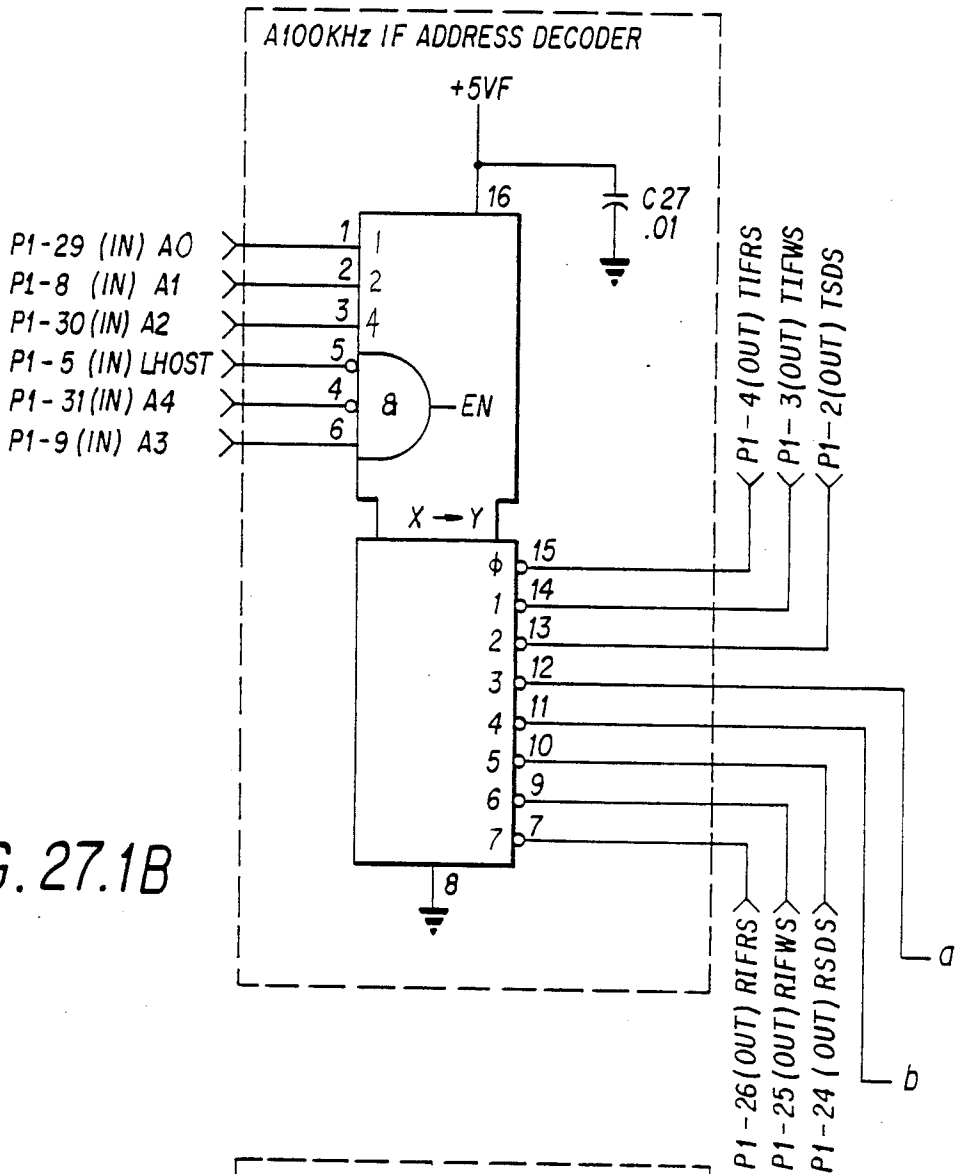 A100KHz IF ADDRESS DECODER
+5VF
16
C27
.01
P1-29 (IN) A0
1
1
P1-8 (IN) A1
2
2
P1-30 (IN) A2
3
4
P1-5 (IN) LHOST
5
P1-31 (IN) A4
4
&
EN
P1-9 (IN) A3
6
X → Y
ϕ
15
1
14
2
13
3
12
4
11
5
10
6
9
7
7
8
P1-4(OUT) TIFRS
P1-3(OUT) TIFWS
P1-2(OUT) TSDS
P1-26(OUT) RIFRS
P1-25(OUT) RIFWS
P1-24 (OUT) RSDS
a
b
G. 27.1B